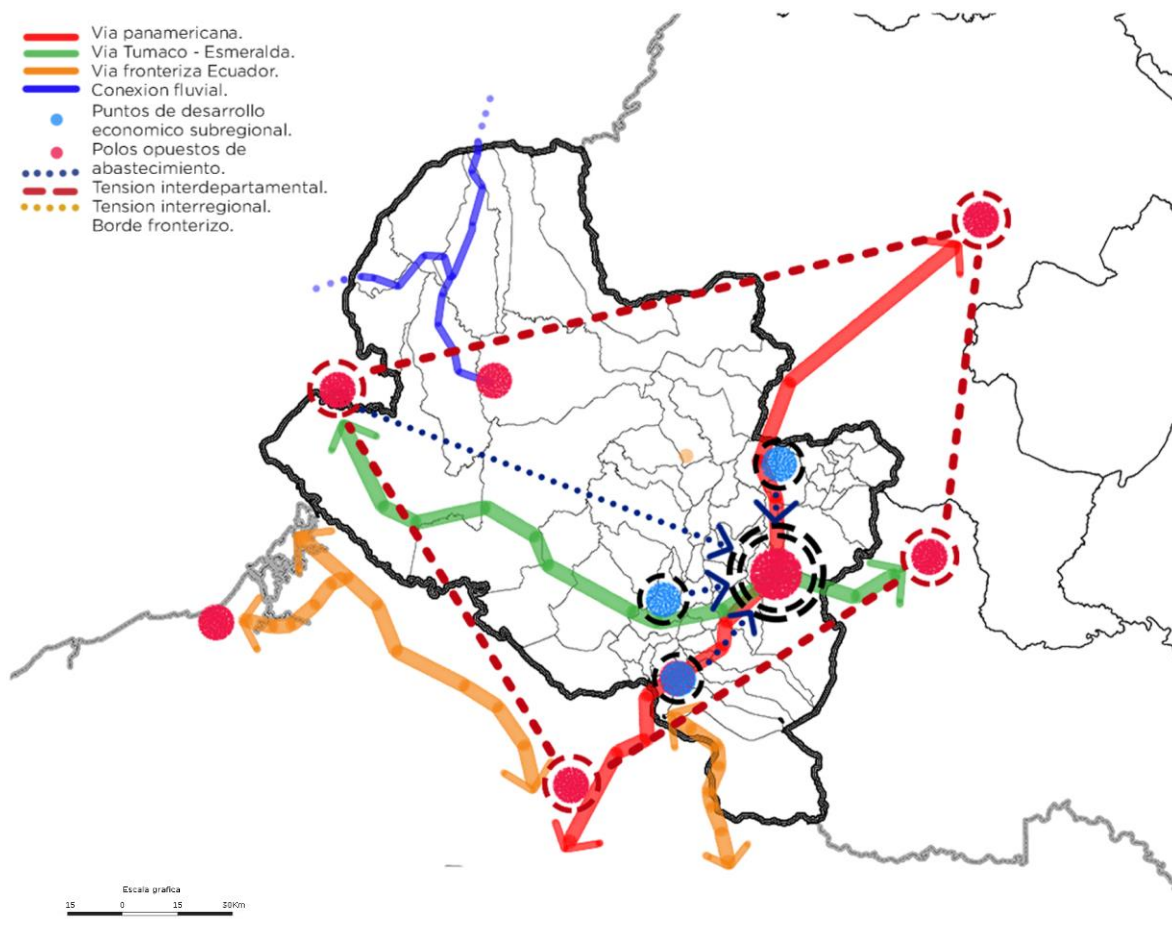 Via panamericana.
Via Tumaco - Esmeralda.
Via fronteriza Ecuador.
Conexion fluvial.
Puntos de desarrollo
economico subregional.
Polos opuestos de
abastecimiento.
Tension interdepartamental.
Tension interregional.
Borde fronterizo.
Escala grafica
15 0 15 30Km